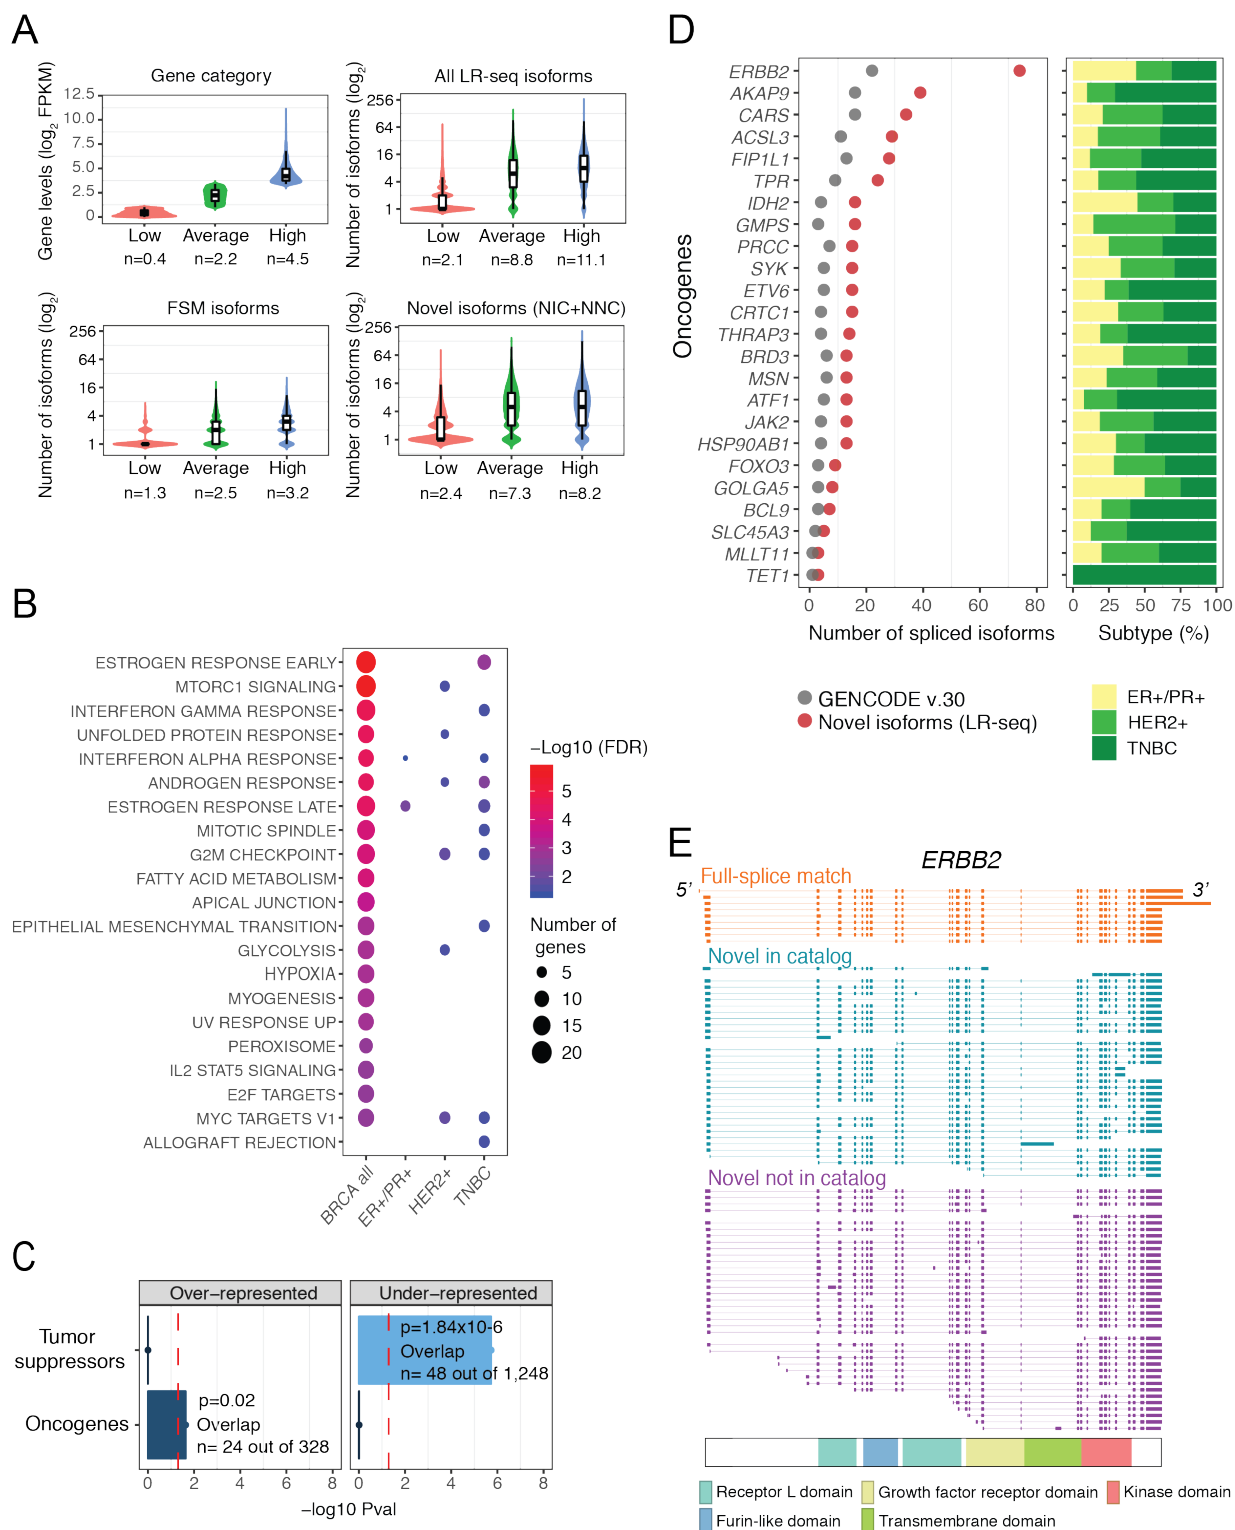 A
Gene category
Gene levels (log2 FPKM)
12.5
10.0
7.5
5.0
2.5
0
Low
Average
High
n=0.4
n=2.2
n=4.5
All LR-seq isoforms
Number of isoforms (log2)
256
64
16
4
1
Low
Average
High
n=2.1
n=8.8
n=11.1
FSM isoforms
Number of isoforms (log2)
256
64
16
4
1
Low
Average
High
n=1.3
n=2.5
n=3.2
Novel isoforms (NIC+NNC)
Number of isoforms (log2)
256
64
16
4
1
Low
Average
High
n=2.4
n=7.3
n=8.2
B
ESTROGEN RESPONSE EARLY
MTORC1 SIGNALING
INTERFERON GAMMA RESPONSE
UNFOLDED PROTEIN RESPONSE
INTERFERON ALPHA RESPONSE
ANDROGEN RESPONSE
ESTROGEN RESPONSE LATE
MITOTIC SPINDLE
G2M CHECKPOINT
FATTY ACID METABOLISM
APICAL JUNCTION
EPITHELIAL MESENCHYMAL TRANSITION
GLYCOLYSIS
HYPOXIA
MYOGENESIS
UV RESPONSE UP
PEROXISOME
IL2 STAT5 SIGNALING
E2F TARGETS
MYC TARGETS V1
ALLOGRAFT REJECTION
BRCA all
ER+/PR+
HER2+
TNBC
−Log10 (FDR)
5
4
3
2
Number of
genes
5
10
15
20
C
Over−represented
Under−represented
Tumor
suppressors
Oncogenes
p=0.02
Overlap
n= 24 out of 328
p=1.84x10-6
Overlap
n= 48 out of 1,248
0
2
4
6
8
0
2
4
6
8
−log10 Pval
D
Oncogenes
ERBB2
AKAP9
CARS
ACSL3
FIP1L1
TPR
IDH2
GMPS
PRCC
SYK
ETV6
CRTC1
THRAP3
BRD3
MSN
ATF1
JAK2
HSP90AB1
FOXO3
GOLGA5
BCL9
SLC45A3
MLLT11
TET1
0
20
40
60
80
Number of spliced isoforms
0
25
50
75
100
Subtype (%)
GENCODE v.30
Novel isoforms (LR-seq)
ER+/PR+
HER2+
TNBC
E
ERBB2
Full-splice match
5’
3’
Novel in catalog
Novel not in catalog
Receptor L domain
Growth factor receptor domain
Kinase domain
Furin-like domain
Transmembrane domain